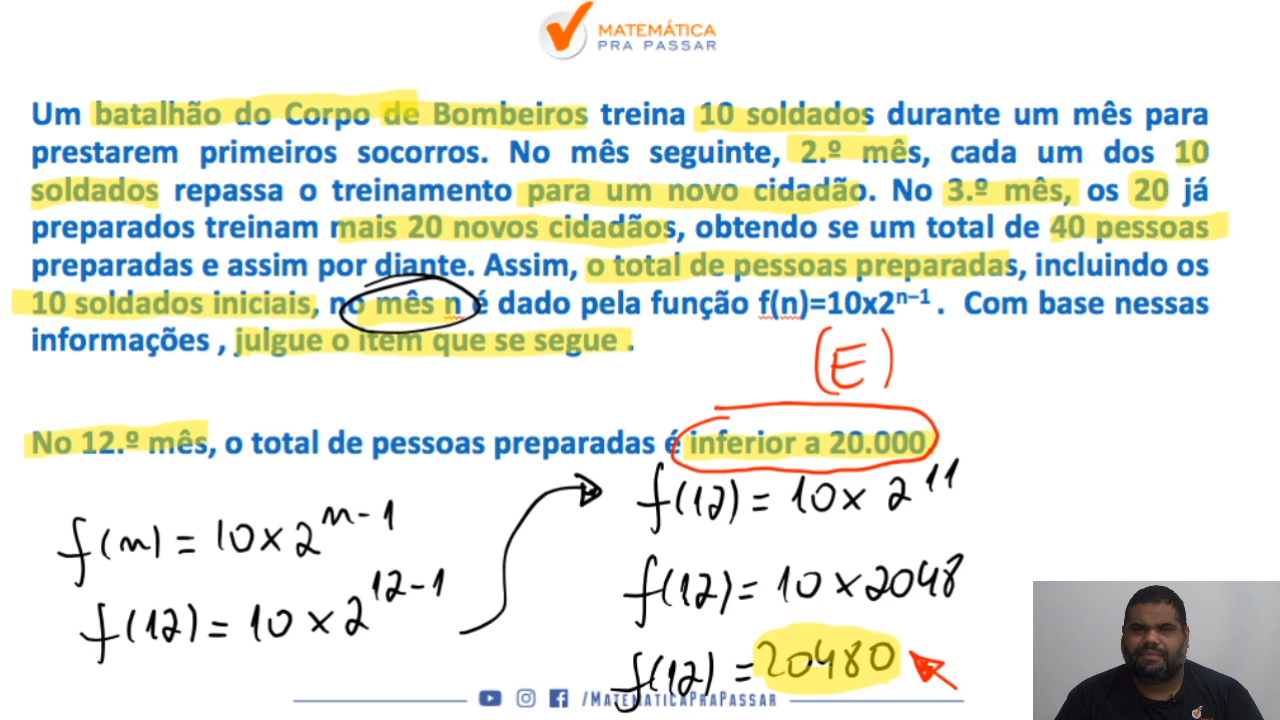 MATEMÁTICA
PRA PASSAR
Um batalhão do Corpo de Bombeiros treina 10 soldados durante um mês para
prestarem primeiros socorros. No mês seguinte, 2.º mês, cada um dos 10
soldados repassa o treinamento para um novo cidadão. No 3.º mês, os 20 já
preparados treinam mais 20 novos cidadãos, obtendo se um total de 40 pessoas
preparadas e assim por diante. Assim, o total de pessoas preparadas, incluindo os
10 soldados iniciais, no mês n é dado pela função f(n)=10x2ⁿ⁻¹ . Com base nessas
informações , julgue o item que se segue .
(E)
No 12.º mês, o total de pessoas preparadas é inferior a 20.000
f(n) = 10 × 2^n-1
f(12) = 10 × 2^12-1
f(12) = 10 × 2^11
f(12) = 10 × 2048
f(12) = 20480
/MatematicaPraPassar